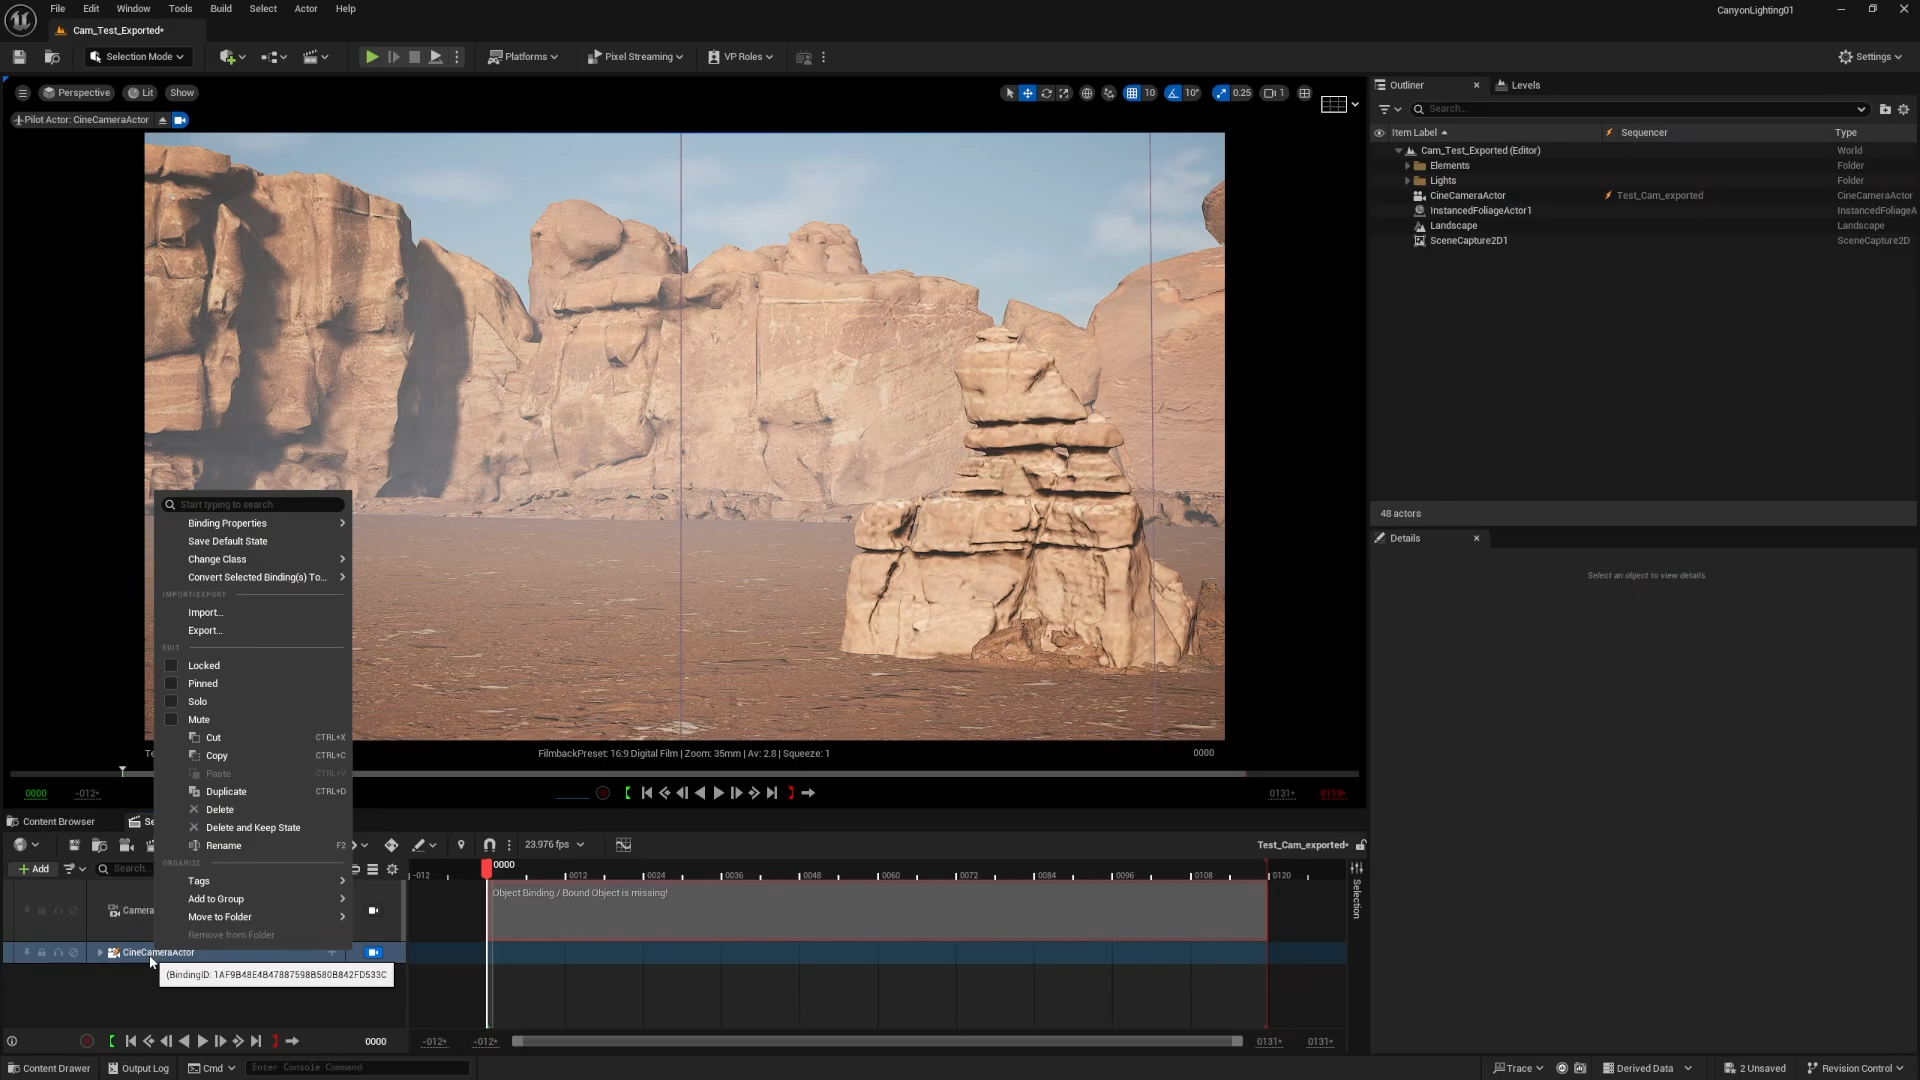 File Edit Window Tools Build Select Actor Help
CanyonLighting01
Cam_Test_Exported*
Selection Mode
Platforms
Pixel Streaming
VP Roles
Settings
Perspective
Lit
Show
10
10°
0.25
1
Pilot Actor: CineCameraActor
Outliner
Levels
Search...
Item Label
Sequencer
Type
Cam_Test_Exported (Editor)
World
Elements
Folder
Lights
Folder
CineCameraActor
Test_Cam_exported
CineCameraActor
InstancedFoliageActor1
InstancedFoliageA
Landscape
Landscape
SceneCapture2D1
SceneCapture2D
48 actors
Details
Select an object to view details
Start typing to search
Binding Properties
Save Default State
Change Class
Convert Selected Binding(s) To...
IMPORT/EXPORT
Import...
Export...
EDIT
Locked
Pinned
Solo
Mute
Cut CTRL+X
Copy CTRL+C
Paste CTRL+V
Duplicate CTRL+D
Delete
Delete and Keep State
Rename F2
ORGANIZE
Tags
Add to Group
Move to Folder
Remove from Folder
Te
FilmbackPreset: 16:9 Digital Film | Zoom: 35mm | Av: 2.8 | Squeeze: 1
0000
0000
-012*
0131+
0119*
Content Browser
Se
23.976 fps
Test_Cam_exported*
Add
Search...
0000
-012
0012
0024
0036
0048
0060
0072
0084
0096
0108
0120
Object Binding / Bound Object is missing!
Selection
Camera
CineCameraActor
(BindingID: 1AF9B48E4B47887598B580B842FD533C
0000
-012*
-012*
0131+
0131+
Content Drawer
Output Log
Cmd
Enter Console Command
Trace
Derived Data
2 Unsaved
Revision Control